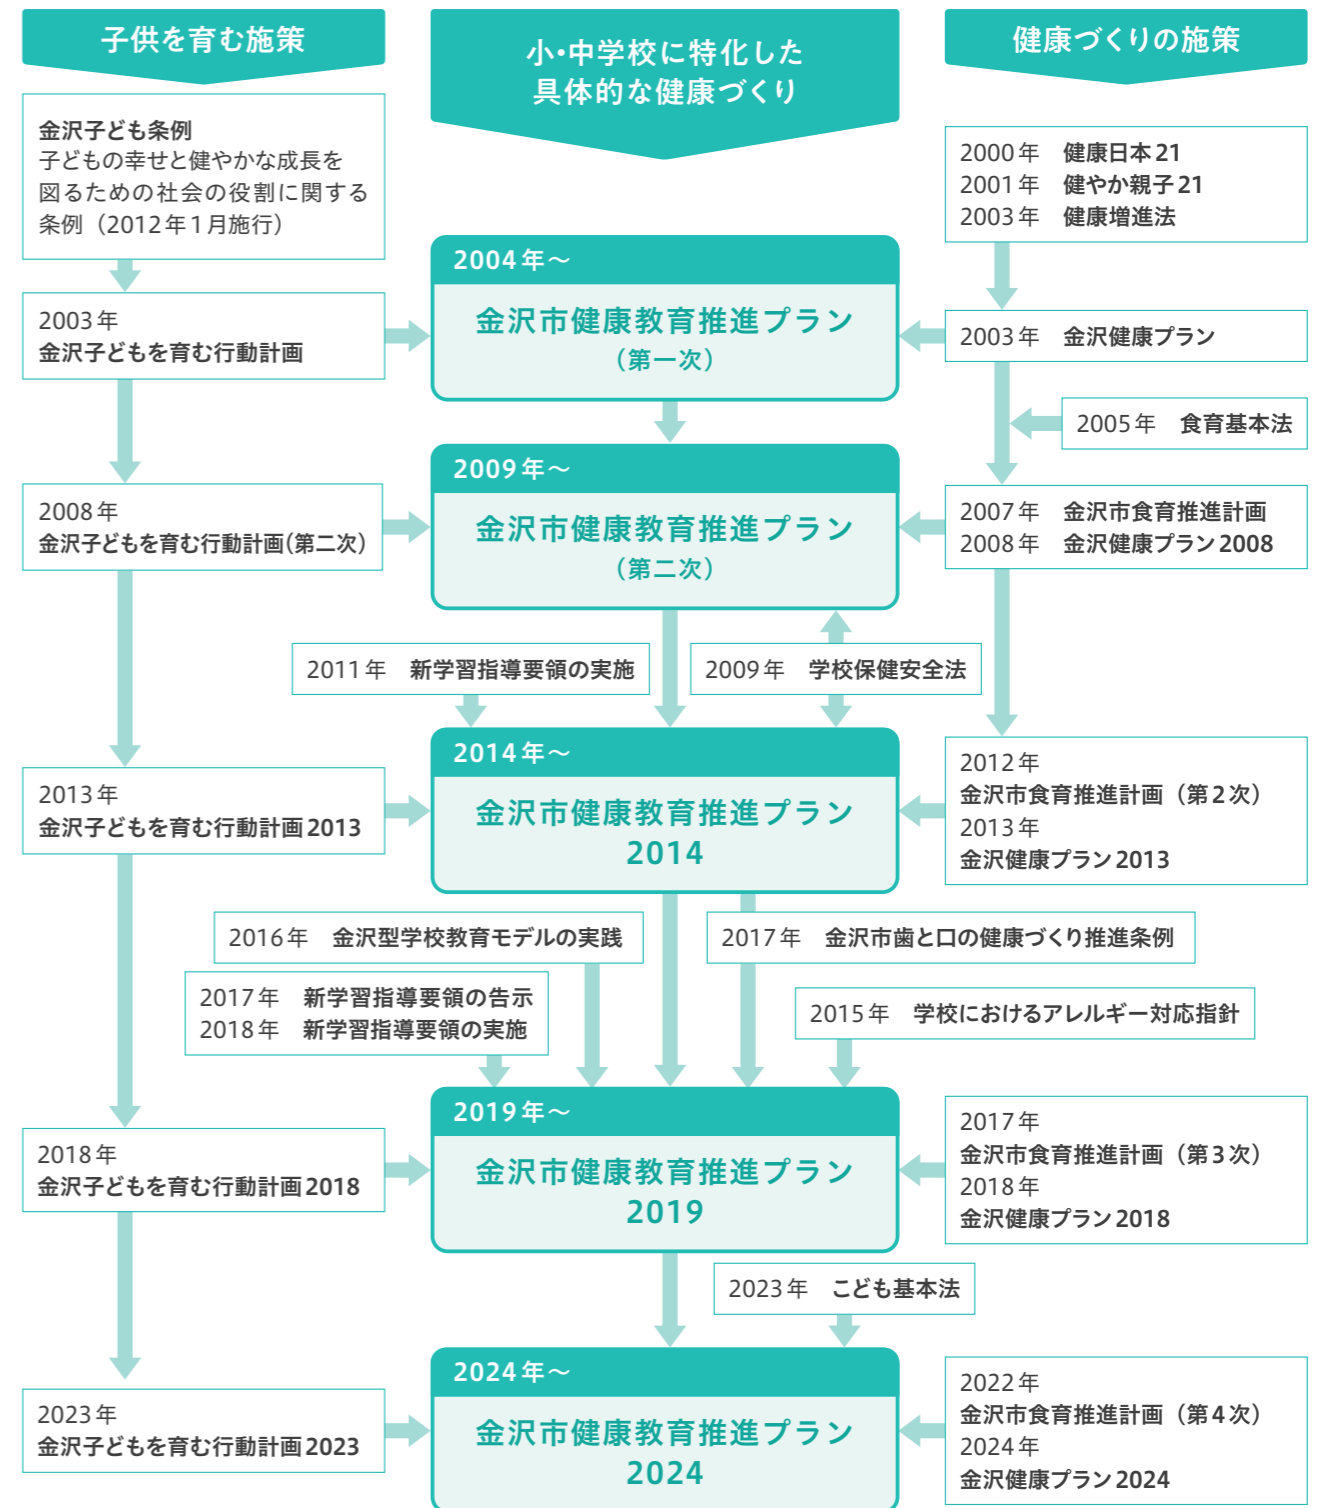 子供を育む施策
小・中学校に特化した
具体的な健康づくり
健康づくりの施策
金沢子ども条例
子どもの幸せと健やかな成長を
図るための社会の役割に関する
条例（2012年1月施行）
2000年　健康日本21
2001年　健やか親子21
2003年　健康増進法
2004年～
金沢市健康教育推進プラン
（第一次）
2003年
金沢子どもを育む行動計画
2003年　金沢健康プラン
2005年　食育基本法
2009年～
金沢市健康教育推進プラン
（第二次）
2008年
金沢子どもを育む行動計画（第二次）
2007年　金沢市食育推進計画
2008年　金沢健康プラン2008
2011年　新学習指導要領の実施
2009年　学校保健安全法
2014年～
金沢市健康教育推進プラン
2014
2013年
金沢子どもを育む行動計画2013
2012年
金沢市食育推進計画（第2次）
2013年
金沢健康プラン2013
2016年　金沢型学校教育モデルの実践
2017年　金沢市歯と口の健康づくり推進条例
2017年　新学習指導要領の告示
2018年　新学習指導要領の実施
2015年　学校におけるアレルギー対応指針
2019年～
金沢市健康教育推進プラン
2019
2018年
金沢子どもを育む行動計画2018
2017年
金沢市食育推進計画（第3次）
2018年
金沢健康プラン2018
2023年　こども基本法
2024年～
金沢市健康教育推進プラン
2024
2023年
金沢子どもを育む行動計画2023
2022年
金沢市食育推進計画（第4次）
2024年
金沢健康プラン2024